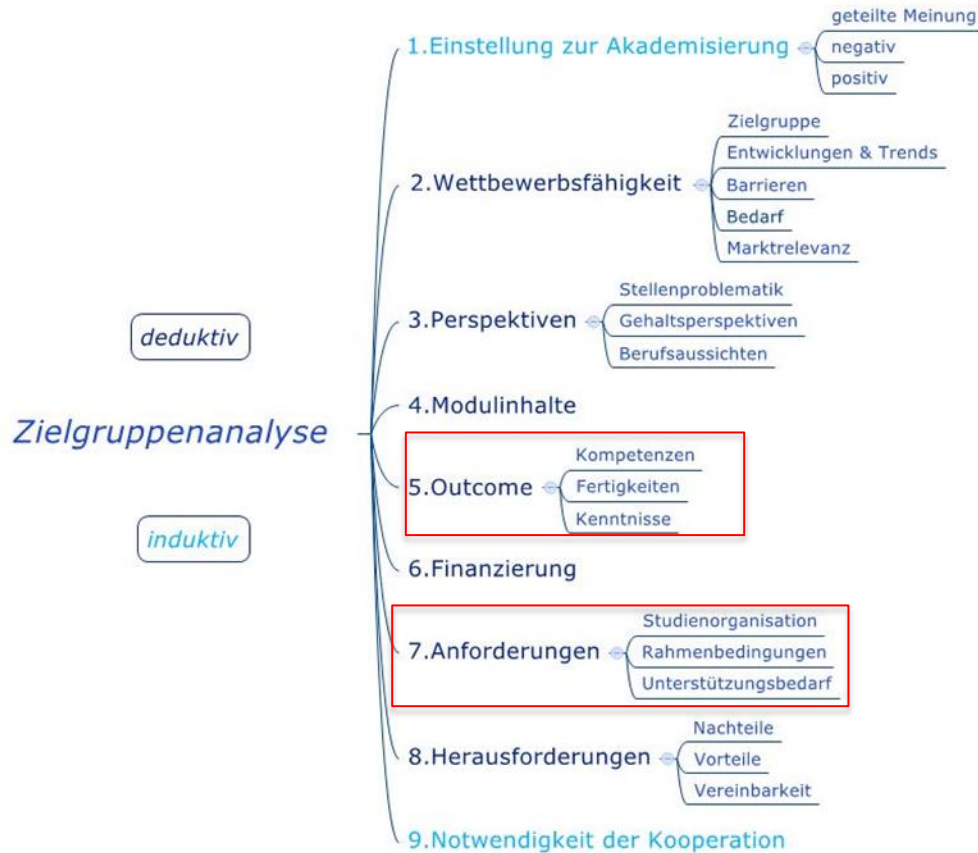 1.Einstellung zur Akademisierung
geteilte Meinung
negativ
positiv
2.Wettbewerbsfähigkeit
Zielgruppe
Entwicklungen & Trends
Barrieren
Bedarf
Marktrelevanz
3.Perspektiven
Stellenproblematik
Gehaltsperspektiven
Berufsaussichten
deduktiv
Zielgruppenanalyse
induktiv
4.Modulinhalte
5.Outcome
Kompetenzen
Fertigkeiten
Kenntnisse
6.Finanzierung
7.Anforderungen
Studienorganisation
Rahmenbedingungen
Unterstützungsbedarf
8.Herausforderungen
Nachteile
Vorteile
Vereinbarkeit
9.Notwendigkeit der Kooperation